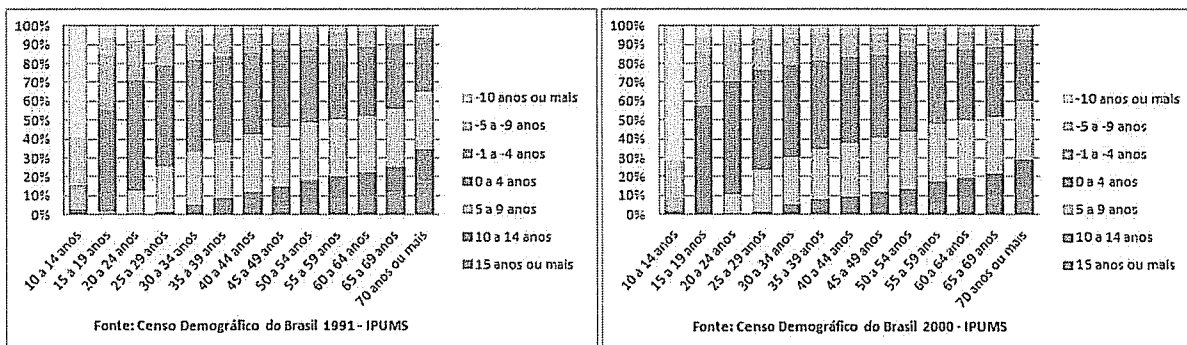 100%
90%
80%
70%
60%
50%
40%
30%
20%
10%
0%
10 a 14 anos
15 a 19 anos
20 a 24 anos
25 a 29 anos
30 a 34 anos
35 a 39 anos
40 a 44 anos
45 a 49 anos
50 a 54 anos
55 a 59 anos
60 a 64 anos
65 a 69 anos
70 anos ou mais
-10 anos ou mais
-5 a -9 anos
-1 a -4 anos
0 a 4 anos
5 a 9 anos
10 a 14 anos
15 anos ou mais
Fonte: Censo Demográfico do Brasil 1991 - IPUMS
100%
90%
80%
70%
60%
50%
40%
30%
20%
10%
0%
10 a 14 anos
15 a 19 anos
20 a 24 anos
25 a 29 anos
30 a 34 anos
35 a 39 anos
40 a 44 anos
45 a 49 anos
50 a 54 anos
55 a 59 anos
60 a 64 anos
65 a 69 anos
70 anos ou mais
-10 anos ou mais
-5 a -9 anos
-1 a -4 anos
0 a 4 anos
5 a 9 anos
10 a 14 anos
15 anos ou mais
Fonte: Censo Demográfico do Brasil 2000 - IPUMS